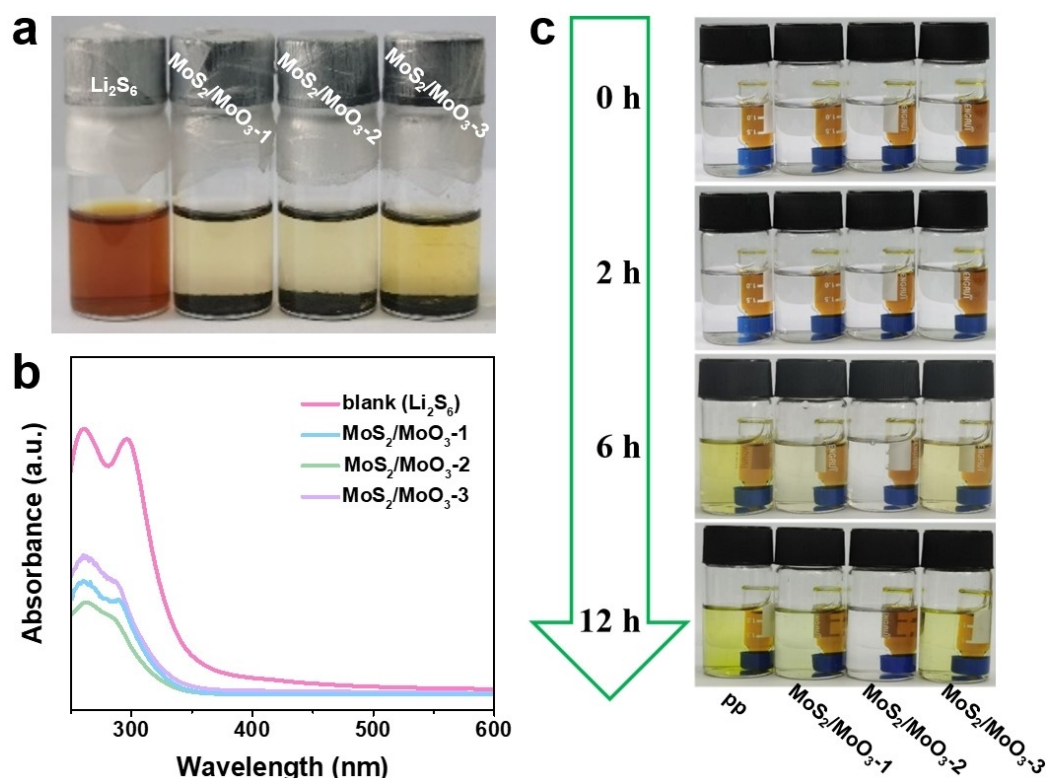 a
Li₂S₆
MoS₂/MoO₃-1
MoS₂/MoO₃-2
MoS₂/MoO₃-3
b
blank (Li₂S₆)
MoS₂/MoO₃-1
MoS₂/MoO₃-2
MoS₂/MoO₃-3
Absorbance (a.u.)
300
400
500
600
Wavelength (nm)
c
0 h
2 h
6 h
12 h
pp
MoS₂/MoO₃-1
MoS₂/MoO₃-2
MoS₂/MoO₃-3